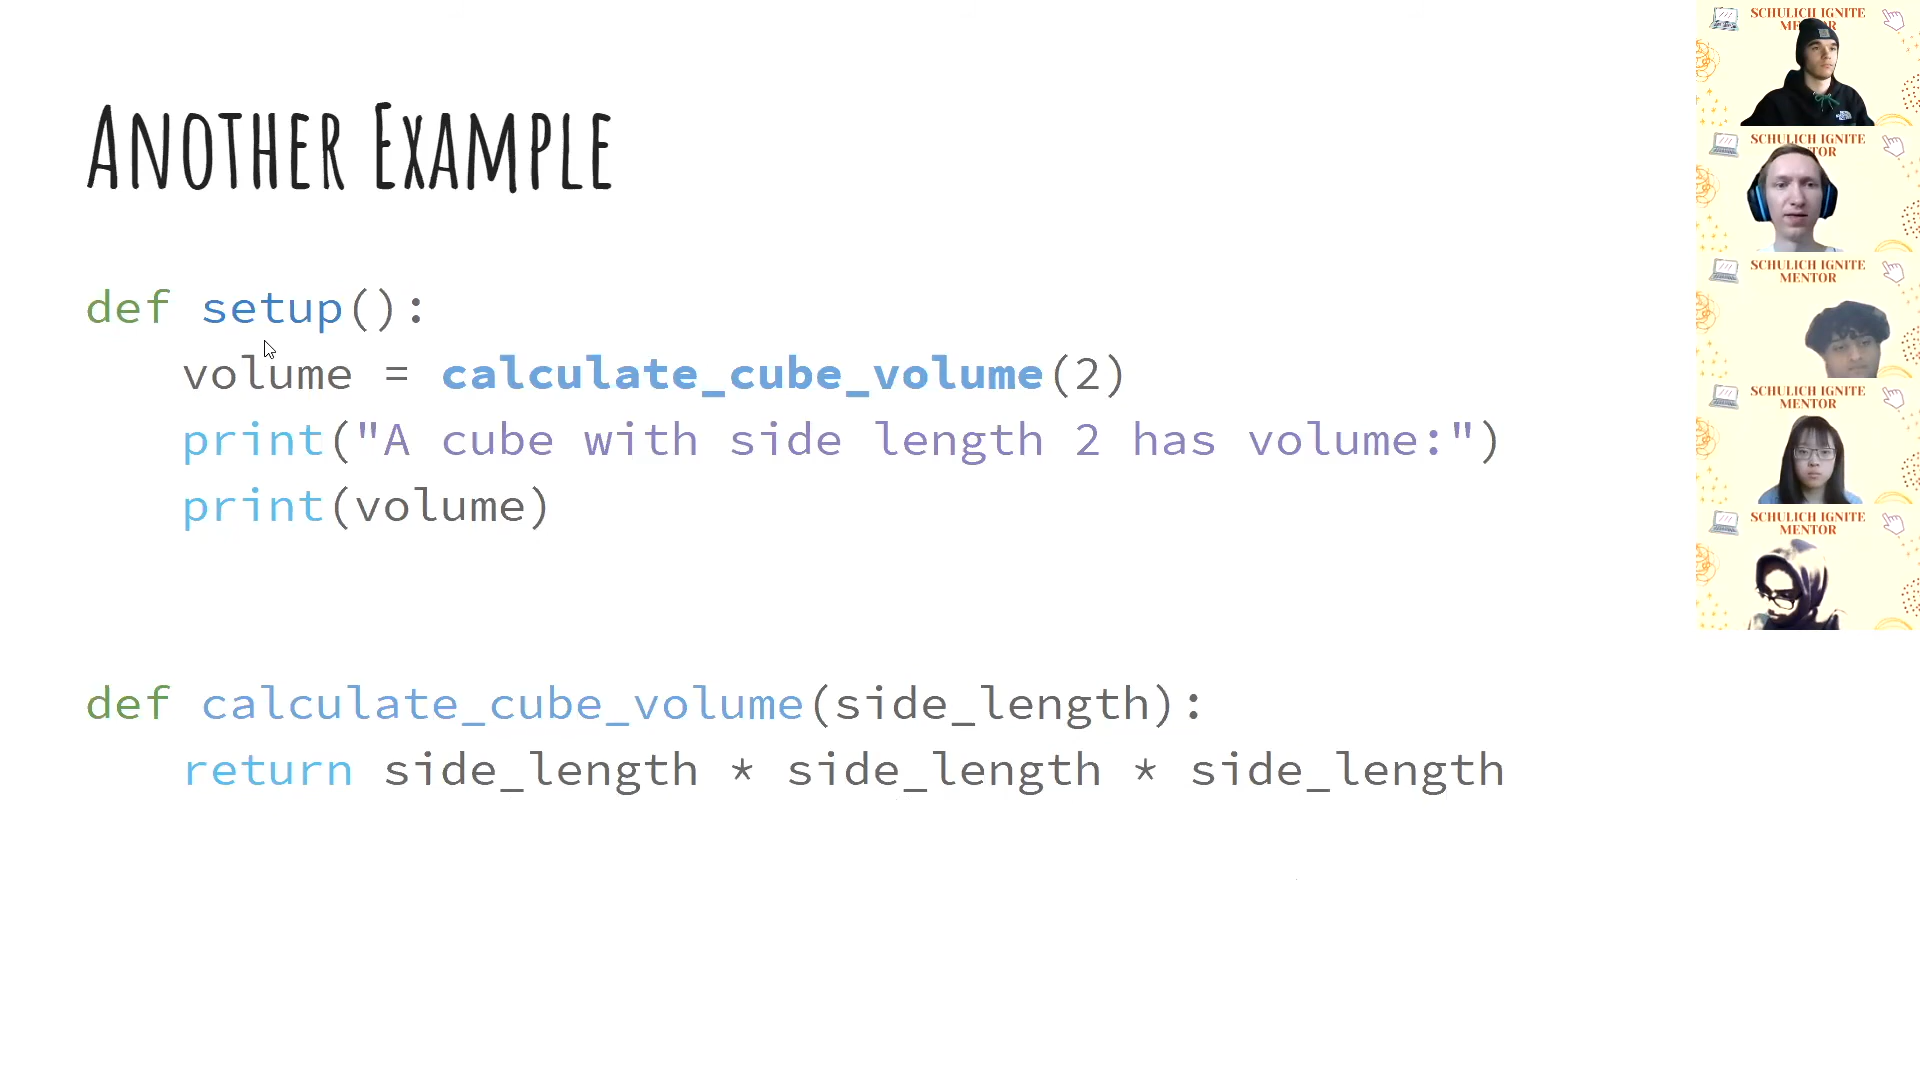 ANOTHER EXAMPLE
def setup():
volume = calculate_cube_volume(2)
print("A cube with side length 2 has volume:")
print(volume)
def calculate_cube_volume(side_length):
return side_length * side_length * side_length
SCHULICH IGNITE
SCHULICH IGNITE
SCHULICH IGNITE
MENTOR
SCHULICH IGNITE
MENTOR
SCHULICH IGNITE
MENTOR